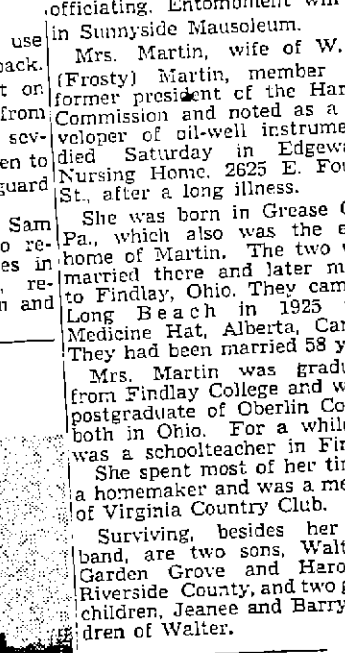 use
back.
t on
from
sev-
en to
guard
Sam
o re-
es in
, re-
n and
officiating. Entombment will
in Sunnyside Mausoleum.
Mrs. Martin, wife of W.
(Frosty) Martin, member
former president of the Har
Commission and noted as a
veloper of oil-well instrume
died Saturday in Edgewa
Nursing Home, 2625 E. Fou
St., after a long illness.
She was born in Grease C
Pa., which also was the e
home of Martin. The two w
married there and later m
to Findlay, Ohio. They cam
Long Beach in 1925
Medicine Hat, Alberta, Can
They had been married 58 y
Mrs. Martin was gradu
from Findlay College and w
postgraduate of Oberlin Co
both in Ohio. For a while
was a schoolteacher in Fin
She spent most of her tim
a homemaker and was a me
of Virginia Country Club.
Surviving, besides her
band, are two sons, Walt
Garden Grove and Haro
Riverside County, and two g
children, Jeanee and Barry
dren of Walter.